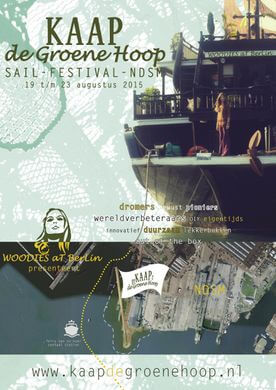 KAAP
de Groene Hoop
SAIL-FESTIVAL-NDSM
19 t/m 23 augustus 2015
WOODIES aT Berlin
dromers pioniers
wereldverbeteraars eigentijds
innovatief duurzaam lekkerbekken
out of the box
WOODIES aT Berlin
presenteert
KAAP
de Groene Hoop
NDSM
www.kaapdegroenehoop.nl